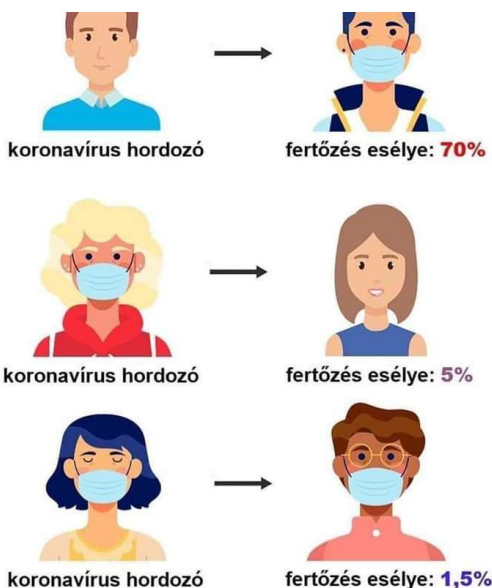 koronavírus hordozó
fertőzés esélye: 70%
koronavírus hordozó
fertőzés esélye: 5%
koronavírus hordozó
fertőzés esélye: 1,5%